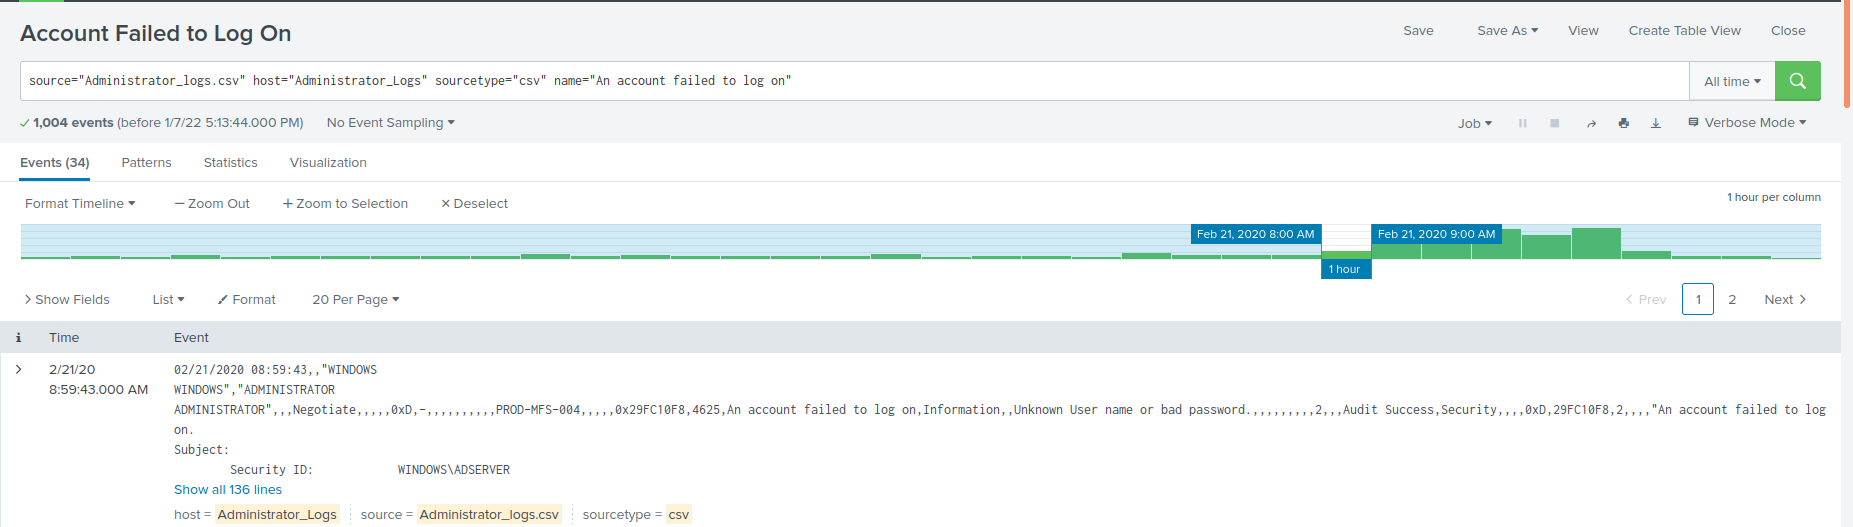 Account Failed to Log On
Save Save As View Create Table View Close
source="Administrator_logs.csv" host="Administrator_Logs" sourcetype="csv" name="An account failed to log on"
All time
1,004 events (before 1/7/22 5:13:44.000 PM) No Event Sampling
Job Verbose Mode
Events (34) Patterns Statistics Visualization
Format Timeline Zoom Out Zoom to Selection Deselect
1 hour per column
Feb 21, 2020 8:00 AM Feb 21, 2020 9:00 AM
1 hour
Show Fields List Format 20 Per Page
Prev 1 2 Next
i Time Event
2/21/20
8:59:43.000 AM
02/21/2020 08:59:43,,"WINDOWS
WINDOWS","ADMINISTRATOR
ADMINISTRATOR",,,Negotiate,,,,,0xD,-,,,,,,,,,,PROD-MFS-004,,,,,0x29FC10F8,4625,An account failed to log on,Information,,Unknown User name or bad password.,,,,,,,,,2,,,Audit Success,Security,,,,0xD,29FC10F8,2,,,,"An account failed to log
on.
Subject:
Security ID: WINDOWS\ADSERVER
Show all 136 lines
host = Administrator_Logs source = Administrator_logs.csv sourcetype = csv